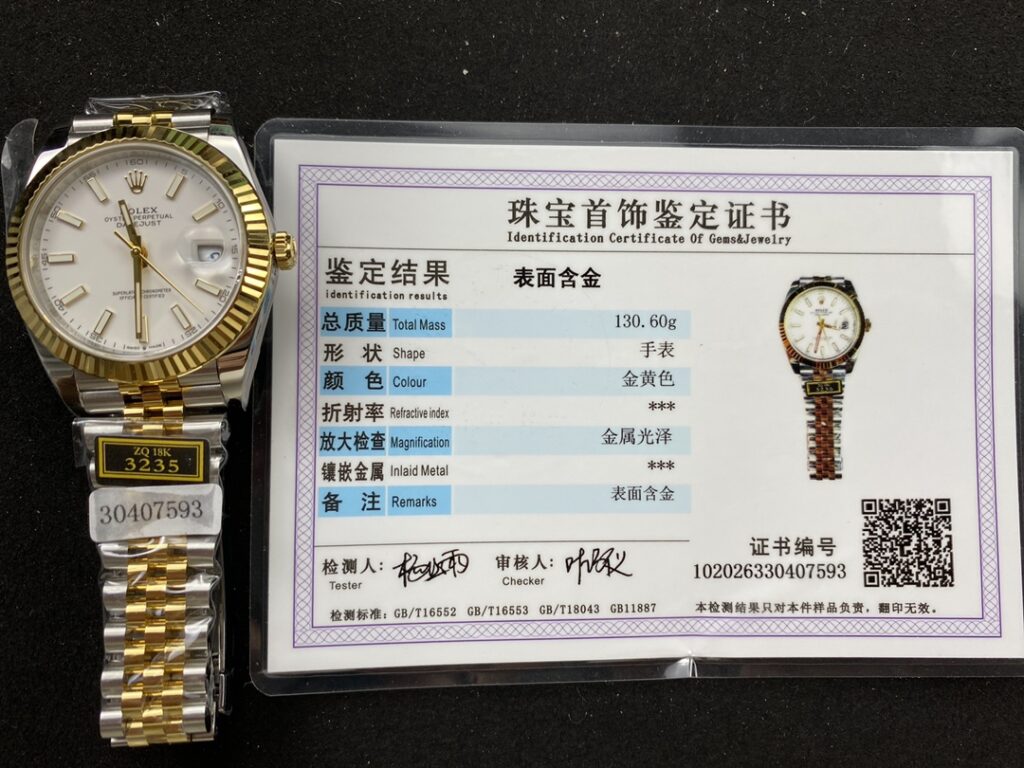 ROLEX
OYSTER PERPETUAL
DATEJUST
SUPERLATIVE CHRONOMETER
OFFICIALLY CERTIFIED
ZQ 18K
3235
30407593
珠宝首饰鉴定证书
Identification Certificate Of Gems&Jewelry
鉴定结果 表面含金
identification results
总质量 Total Mass 130.60g
形状 Shape 手表
颜色 Colour 金黄色
折射率 Refractive index ***
放大检查 Magnification 金属光泽
镶嵌金属 Inlaid Metal ***
备注 Remarks 表面含金
检测人: 审核人:
Tester Checker
证书编号
102026330407593
检测标准: GB/T16552 GB/T16553 GB/T18043 GB11887
本检测结果只对本件样品负责，翻印无效。